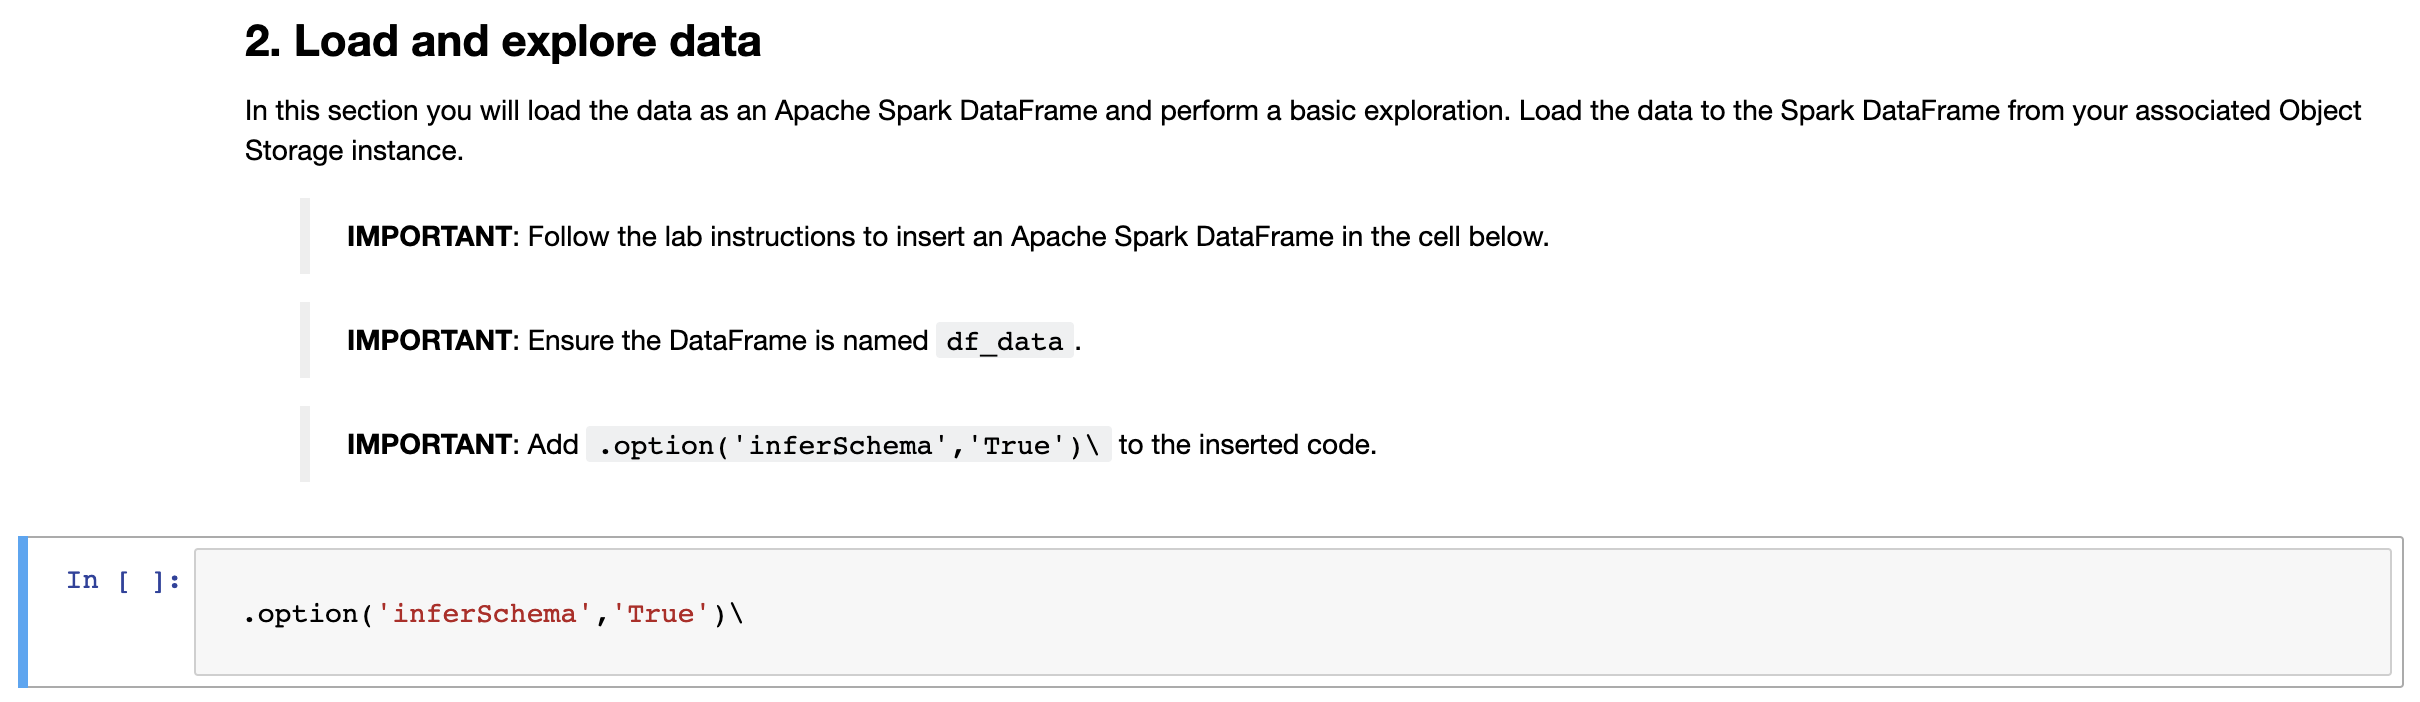 2. Load and explore data
In this section you will load the data as an Apache Spark DataFrame and perform a basic exploration. Load the data to the Spark DataFrame from your associated Object
Storage instance.
IMPORTANT: Follow the lab instructions to insert an Apache Spark DataFrame in the cell below.
IMPORTANT: Ensure the DataFrame is named df_data.
IMPORTANT: Add .option('inferSchema','True')\ to the inserted code.
In [ ]:
.option('inferSchema','True')\